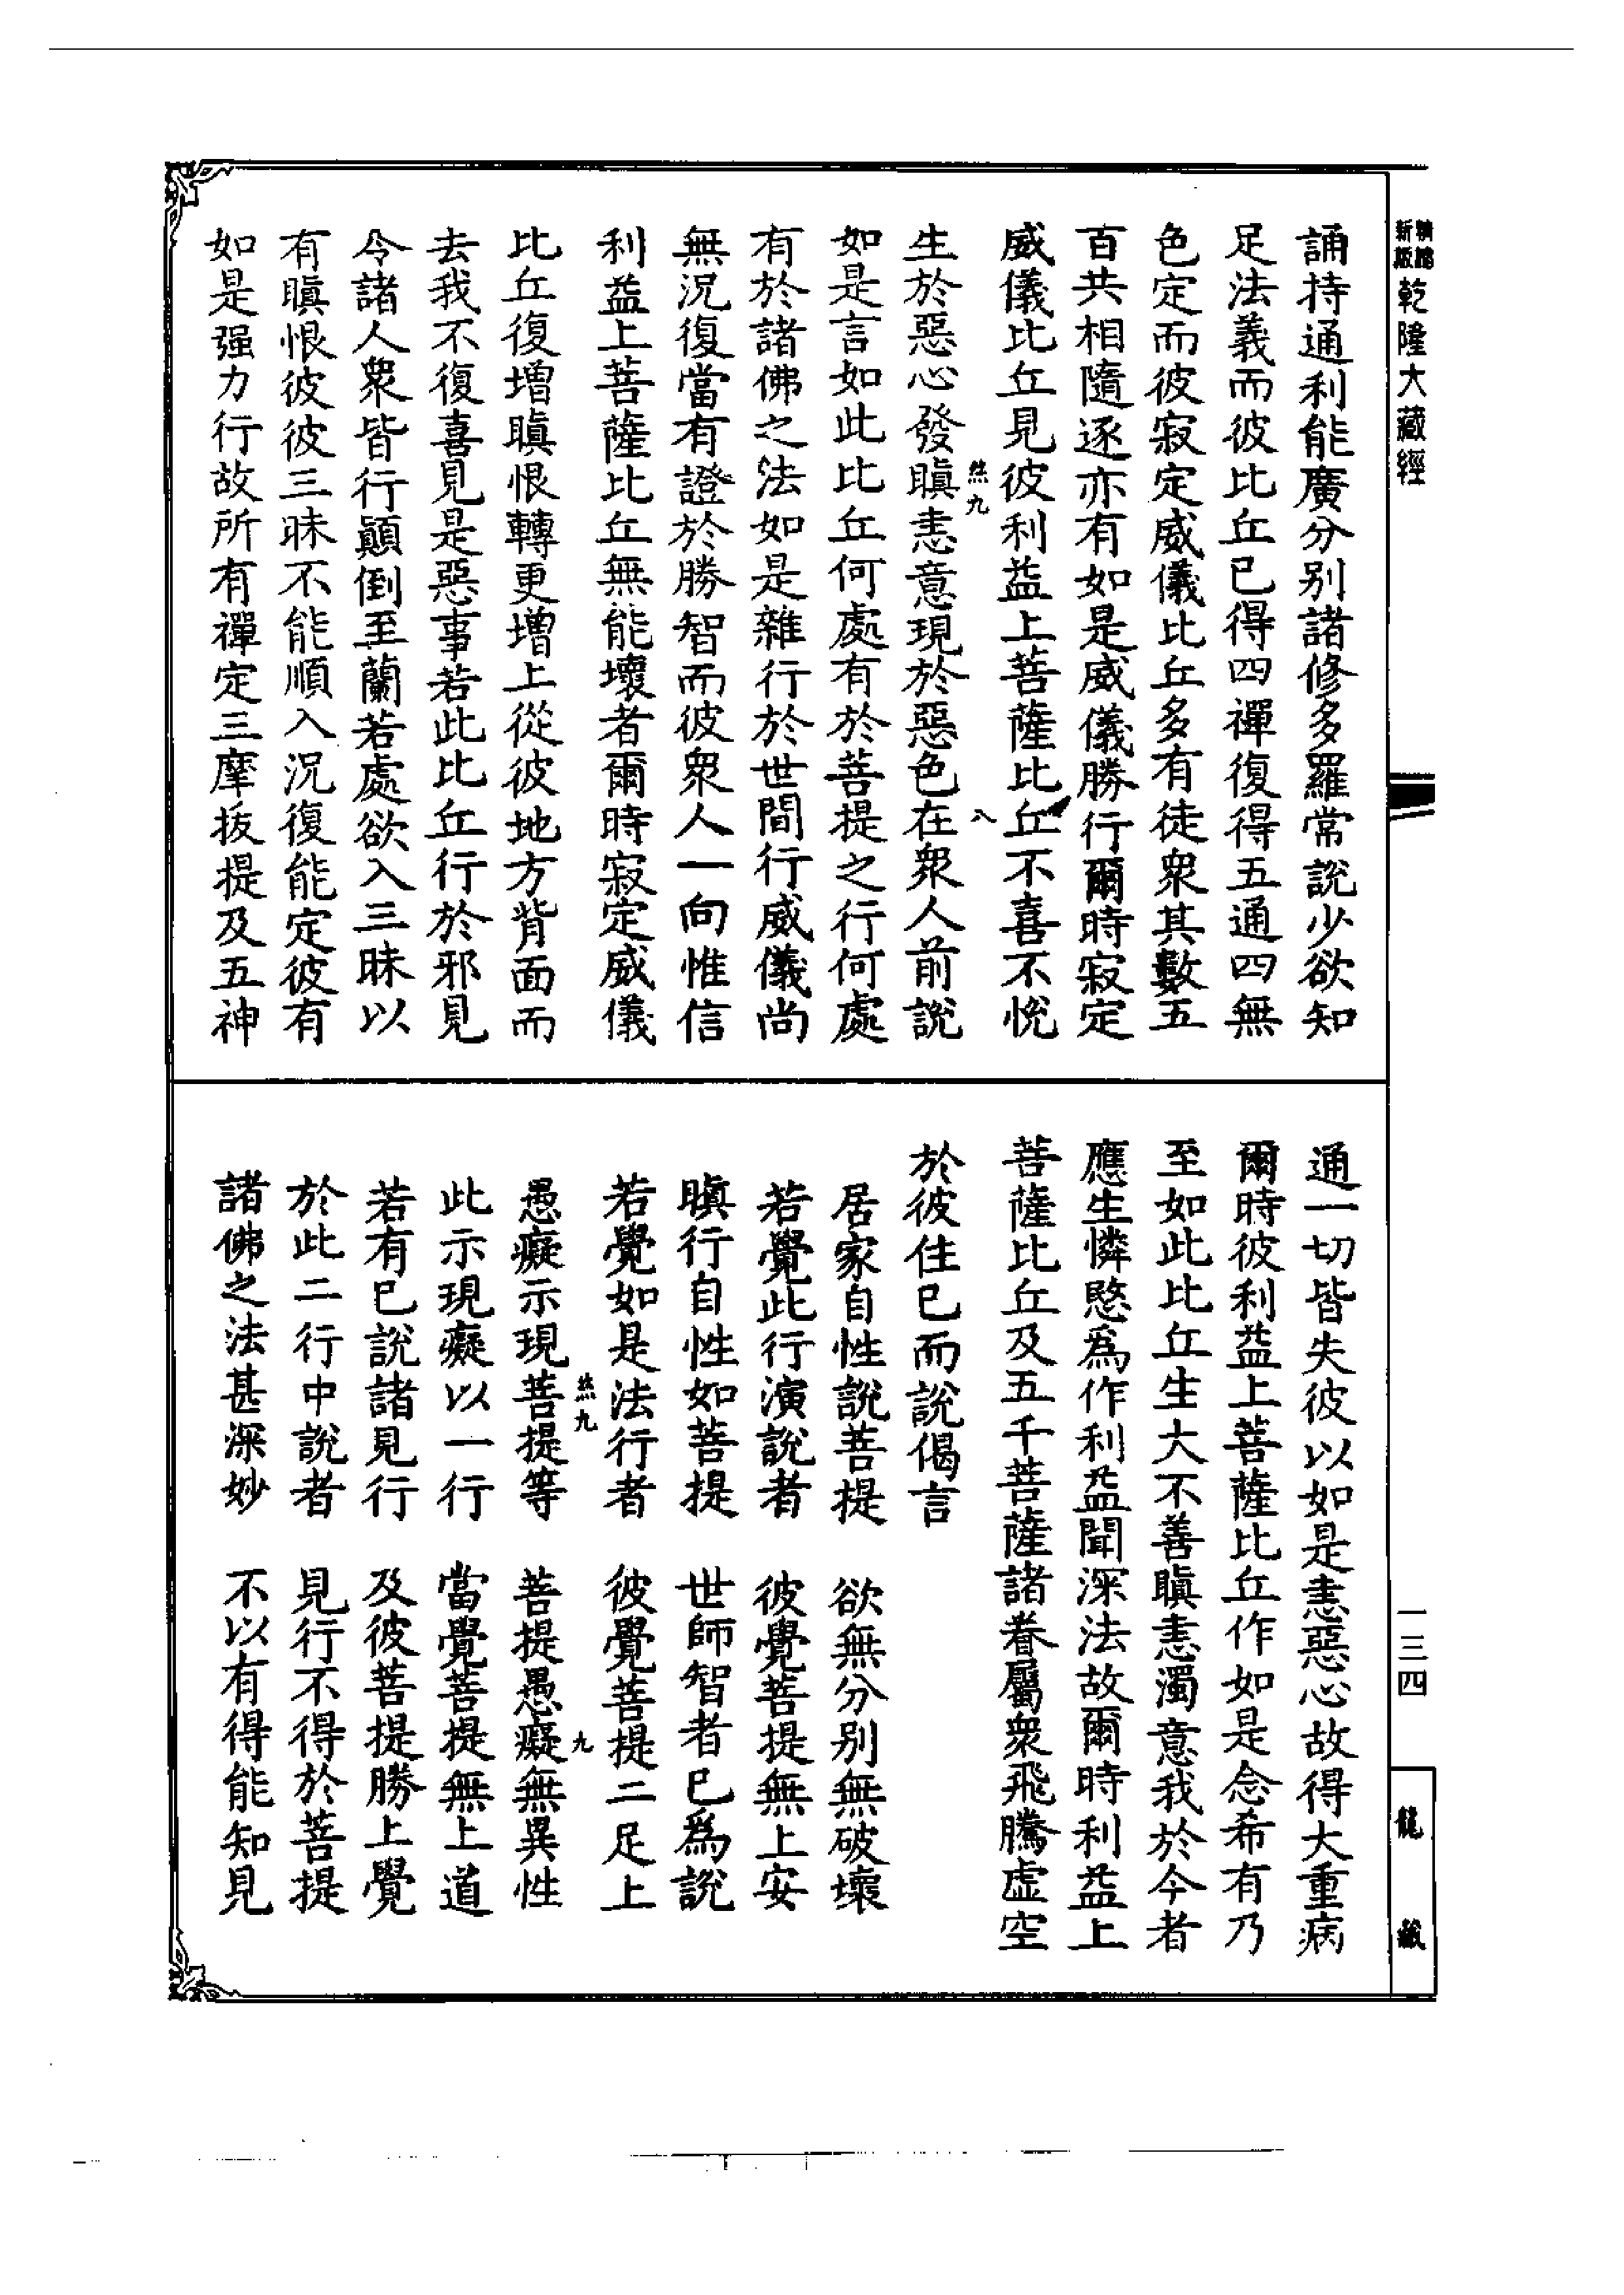 乾隆大藏經
誦持通利能廣分别諸修多羅常說少欲知
足法義而彼比丘已得四禪復得五通四無
色定而彼寂定威儀比丘多有徒衆其數五
百共相隨逐亦有如是威儀勝行爾時寂定
威儀比丘見彼利益上菩薩比丘不喜不悅
八
生於惡心發瞋恚意現於惡色在衆人前說
如是言如此比丘何處有於菩提之行何處
有於諸佛之法如是雜行於世間行威儀尚
無況復當有證於勝智而彼衆人一向惟信
利益上菩薩比丘無能壞者爾時寂定威儀
比丘復增瞋恨轉更增上從彼地方背面而
去我不復喜見是惡事若此比丘行於邪見
令諸人衆皆行顛倒至蘭若處欲入三昧以
有瞋恨彼彼三昧不能順入況復能定彼有
如是强力行故所有禪定三摩拔提及五神
通一切皆失彼以如是恚惡心故得大重病
爾時彼利益上菩薩比丘作如是念希有乃
至如此比丘生大不善瞋恚濁意我於今者
應生憐愍爲作利益聞深法故爾時利益上
菩薩比丘及五千菩薩諸眷屬衆飛騰虛空
於彼住已而說偈言
居家自性說菩提　欲無分别無破壞
若覺此行演說者　彼覺菩提無上安
瞋行自性如菩提　世師智者已爲說
若覺如是法行者　彼覺菩提二足上
九
愚癡示現菩提等　菩提愚癡無異性
此示現癡以一行　當覺菩提無上道
若有已說諸見行　及彼菩提勝上覺
於此二行中說者　見行不得於菩提
諸佛之法甚深妙　不以有得能知見
一三四
龍藏